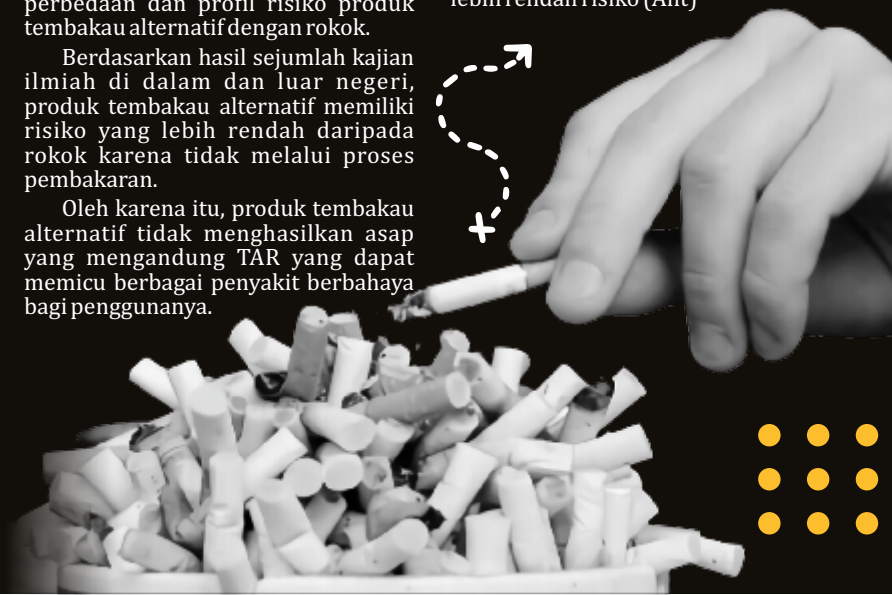 perbedaan dan profil risiko produk
tembakau alternatif dengan rokok.
Berdasarkan hasil sejumlah kajian
ilmiah di dalam dan luar negeri,
produk tembakau alternatif memiliki
risiko yang lebih rendah daripada
rokok karena tidak melalui proses
pembakaran.
Oleh karena itu, produk tembakau
alternatif tidak menghasilkan asap
yang mengandung TAR yang dapat
memicu berbagai penyakit berbahaya
bagi penggunanya.
lebih rendah risiko (Ant)